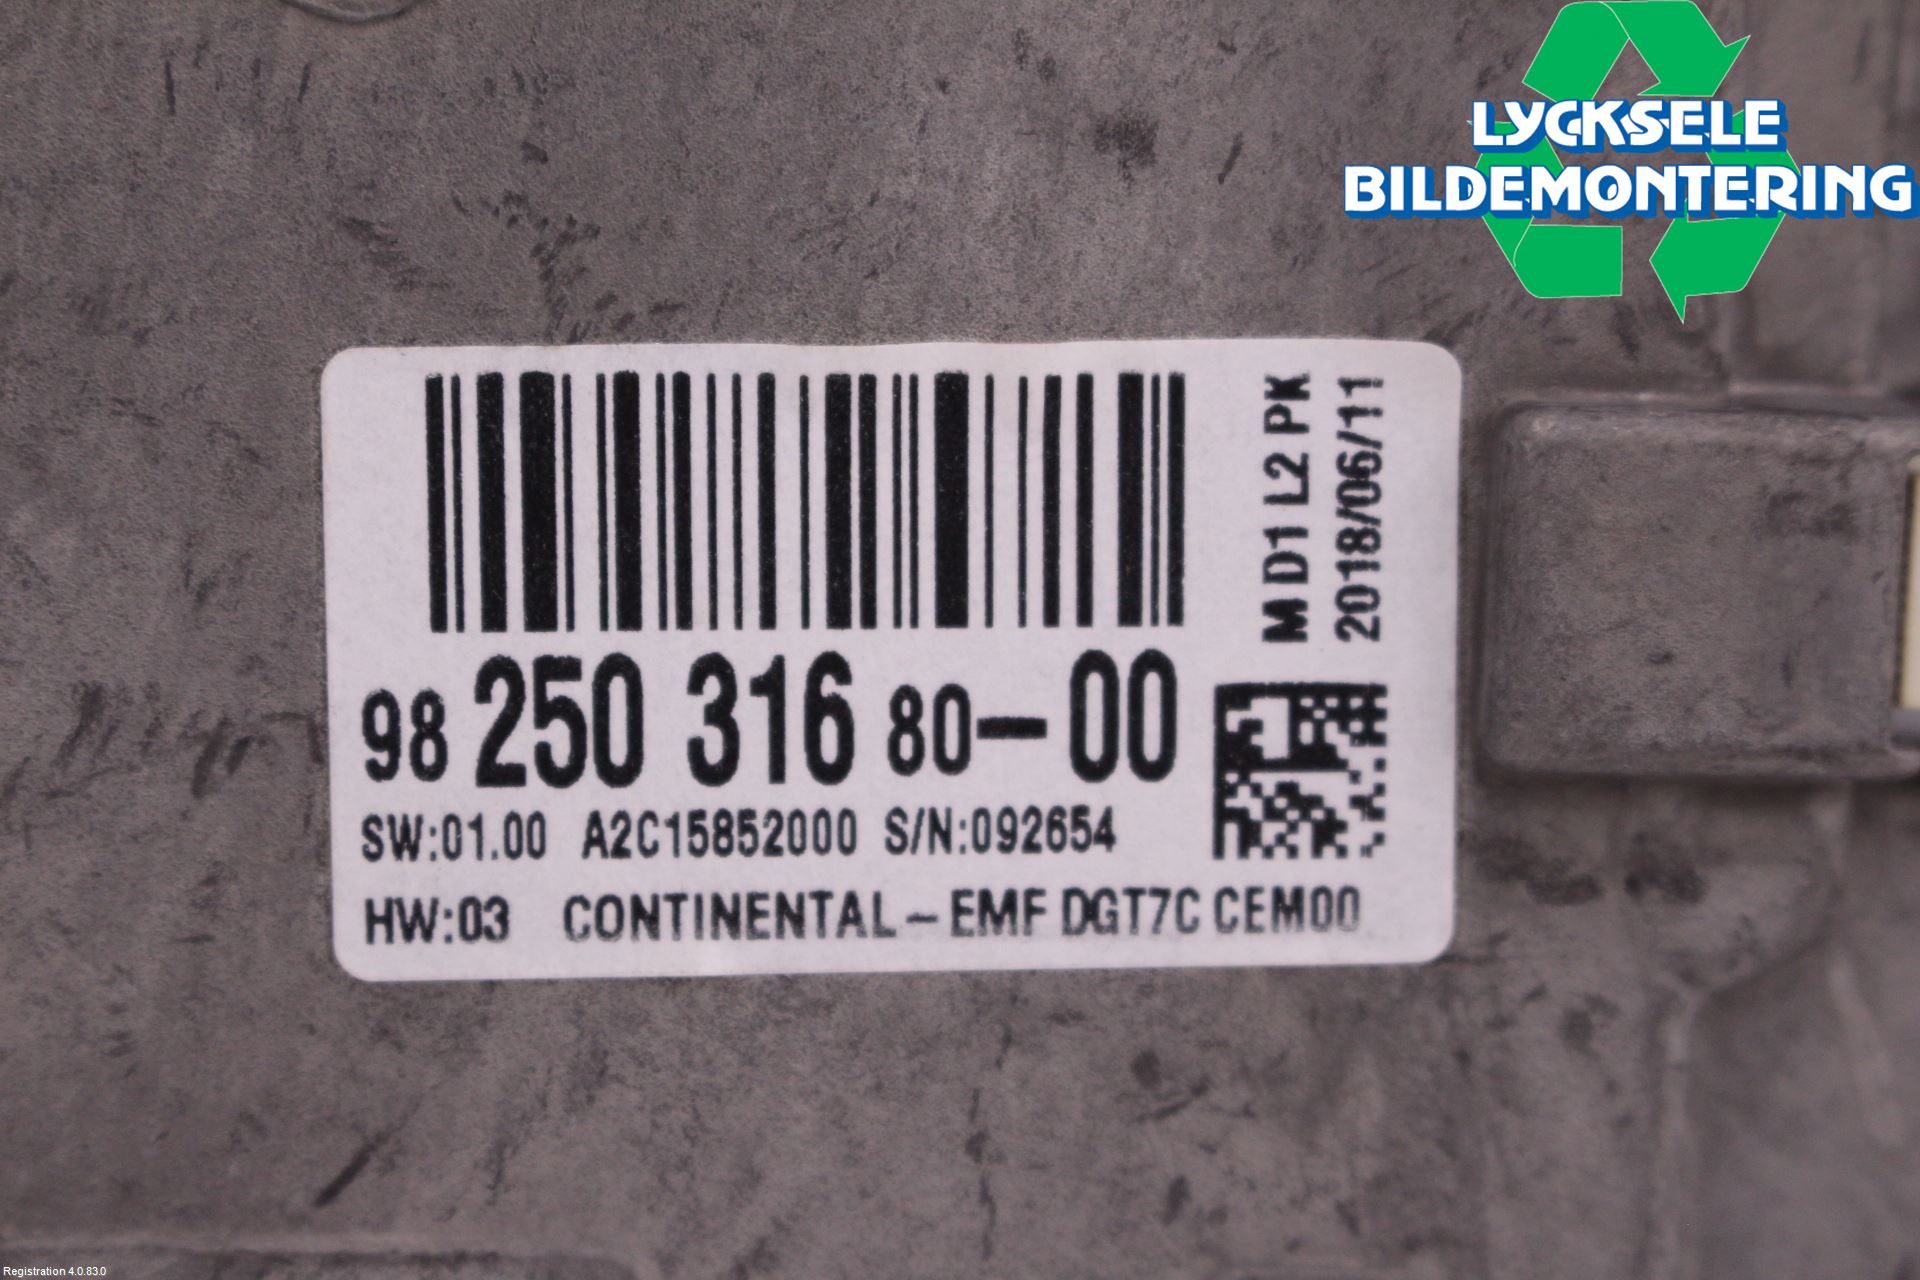 LYCKSELE
BILDEMONTERING
M D1 L2 PK
2018/06/11
98 250 316 80-00
SW:01.00 A2C15852000 S/N:092654
HW:03 CONTINENTAL-EMF DGT7C CEM00
Registration 4.0.83.0